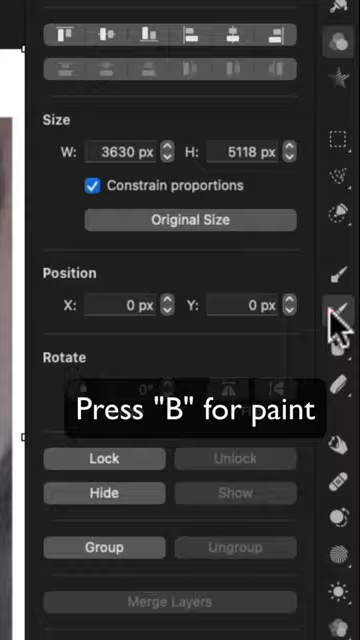 Size
W: 3630 px H: 5118 px
Constrain proportions
Original Size
Position
X: 0 px Y: 0 px
Rotate
0°
Press "B" for paint
Lock Unlock
Hide Show
Group Ungroup
Merge Layers